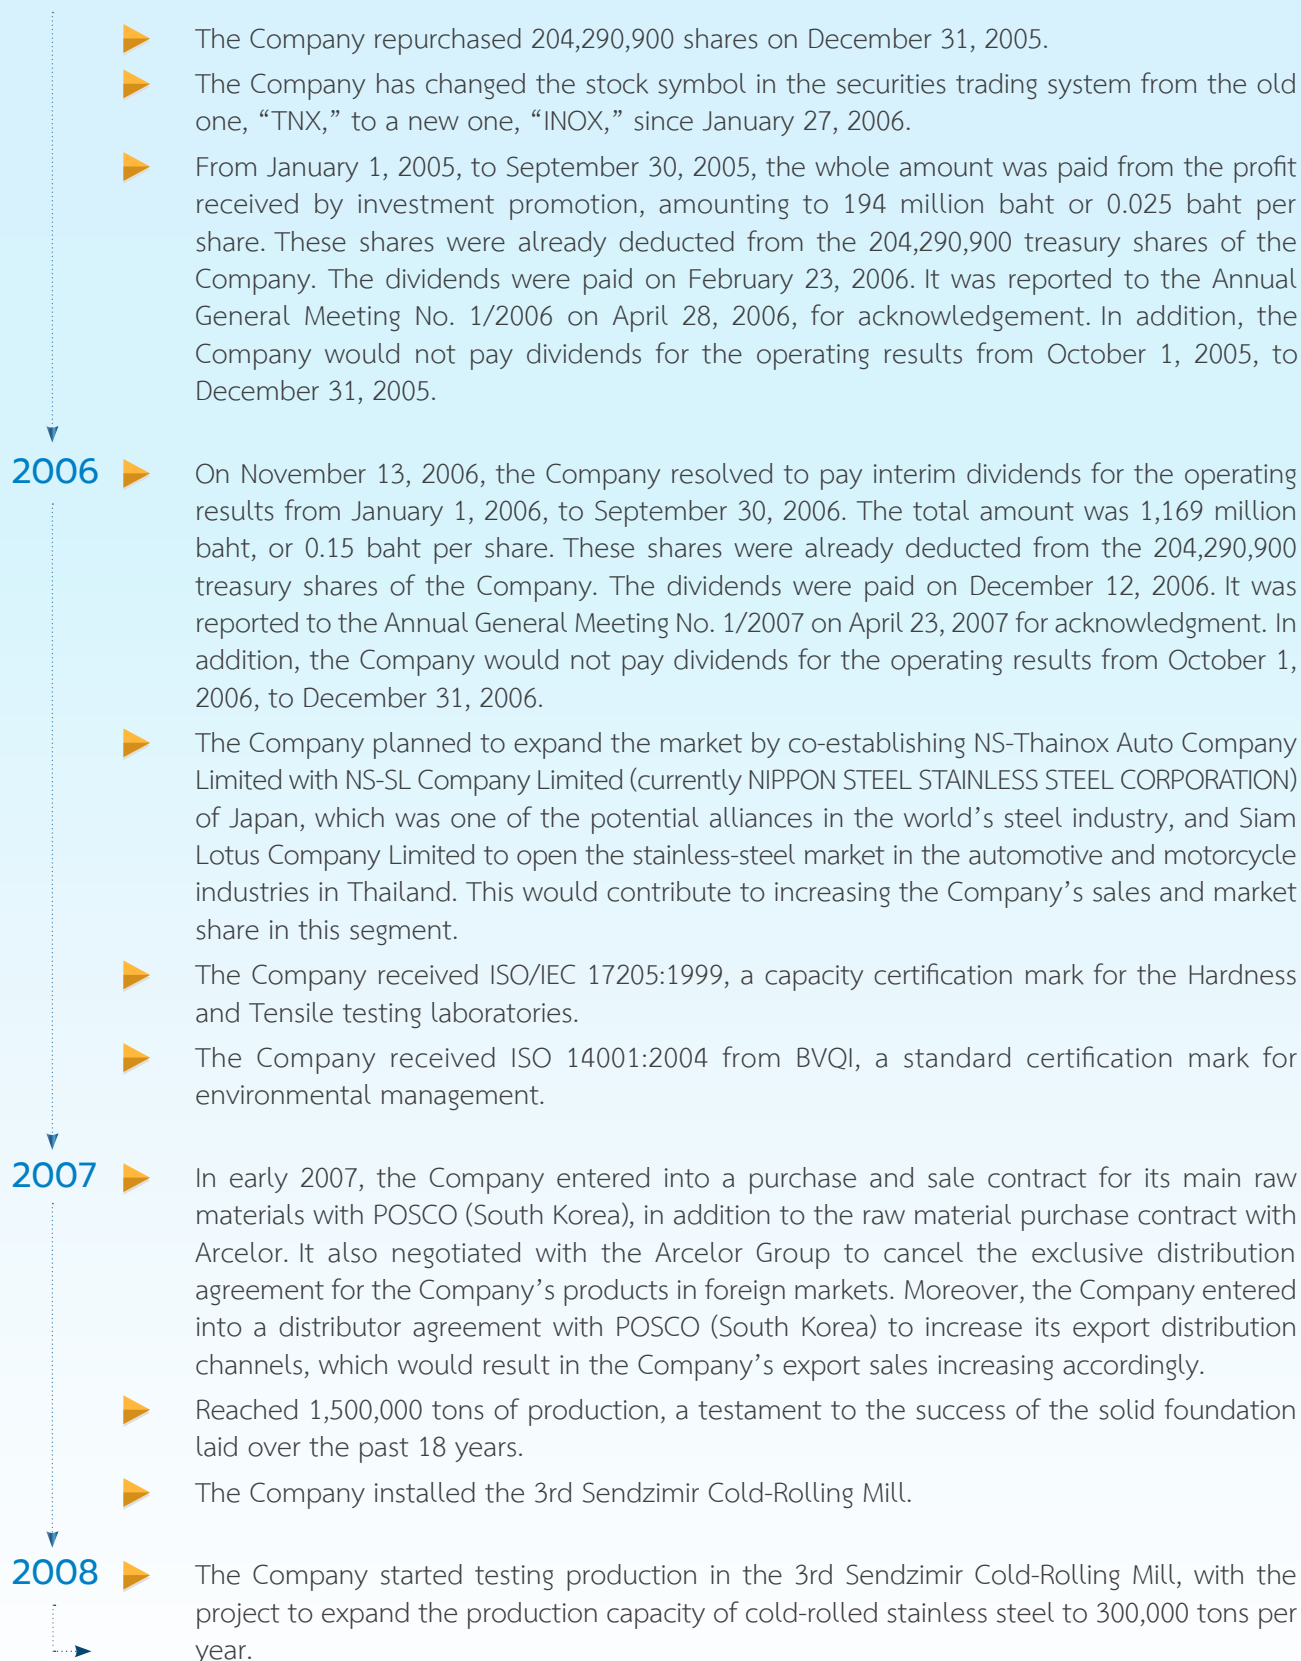 The Company repurchased 204,290,900 shares on December 31, 2005.
The Company has changed the stock symbol in the securities trading system from the old
one, “TNX,” to a new one, “INOX,” since January 27, 2006.
From January 1, 2005, to September 30, 2005, the whole amount was paid from the profit
received by investment promotion, amounting to 194 million baht or 0.025 baht per
share. These shares were already deducted from the 204,290,900 treasury shares of the
Company. The dividends were paid on February 23, 2006. It was reported to the Annual
General Meeting No. 1/2006 on April 28, 2006, for acknowledgement. In addition, the
Company would not pay dividends for the operating results from October 1, 2005, to
December 31, 2005.
2006
On November 13, 2006, the Company resolved to pay interim dividends for the operating
results from January 1, 2006, to September 30, 2006. The total amount was 1,169 million
baht, or 0.15 baht per share. These shares were already deducted from the 204,290,900
treasury shares of the Company. The dividends were paid on December 12, 2006. It was
reported to the Annual General Meeting No. 1/2007 on April 23, 2007 for acknowledgment. In
addition, the Company would not pay dividends for the operating results from October 1,
2006, to December 31, 2006.
The Company planned to expand the market by co-establishing NS-Thainox Auto Company
Limited with NS-SL Company Limited (currently NIPPON STEEL STAINLESS STEEL CORPORATION)
of Japan, which was one of the potential alliances in the world’s steel industry, and Siam
Lotus Company Limited to open the stainless-steel market in the automotive and motorcycle
industries in Thailand. This would contribute to increasing the Company’s sales and market
share in this segment.
The Company received ISO/IEC 17205:1999, a capacity certification mark for the Hardness
and Tensile testing laboratories.
The Company received ISO 14001:2004 from BVQI, a standard certification mark for
environmental management.
2007
In early 2007, the Company entered into a purchase and sale contract for its main raw
materials with POSCO (South Korea), in addition to the raw material purchase contract with
Arcelor. It also negotiated with the Arcelor Group to cancel the exclusive distribution
agreement for the Company’s products in foreign markets. Moreover, the Company entered
into a distributor agreement with POSCO (South Korea) to increase its export distribution
channels, which would result in the Company’s export sales increasing accordingly.
Reached 1,500,000 tons of production, a testament to the success of the solid foundation
laid over the past 18 years.
The Company installed the 3rd Sendzimir Cold-Rolling Mill.
2008
The Company started testing production in the 3rd Sendzimir Cold-Rolling Mill, with the
project to expand the production capacity of cold-rolled stainless steel to 300,000 tons per
year.